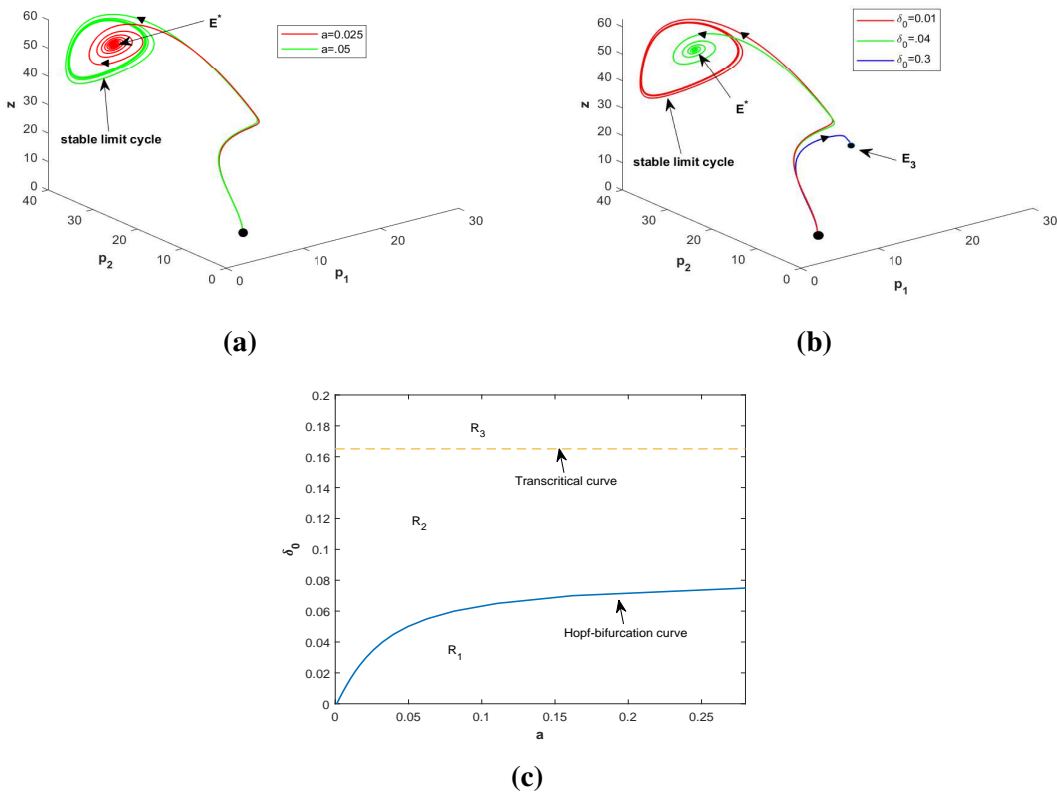 a=0.025
a=.05
E*
stable limit cycle
z
60
50
40
30
20
10
0
40
30
20
10
0
p2
0
10
20
30
p1
(a)
δ0=0.01
δ0=.04
δ0=0.3
E*
stable limit cycle
E3
z
60
50
40
30
20
10
0
40
30
20
10
0
p2
0
10
20
30
p1
(b)
0.2
0.18
0.16
0.14
0.12
0.1
0.08
0.06
0.04
0.02
0
δ0
R3
Transcritical curve
R2
Hopf-bifurcation curve
R1
0
0.05
0.1
0.15
0.2
0.25
a
(c)